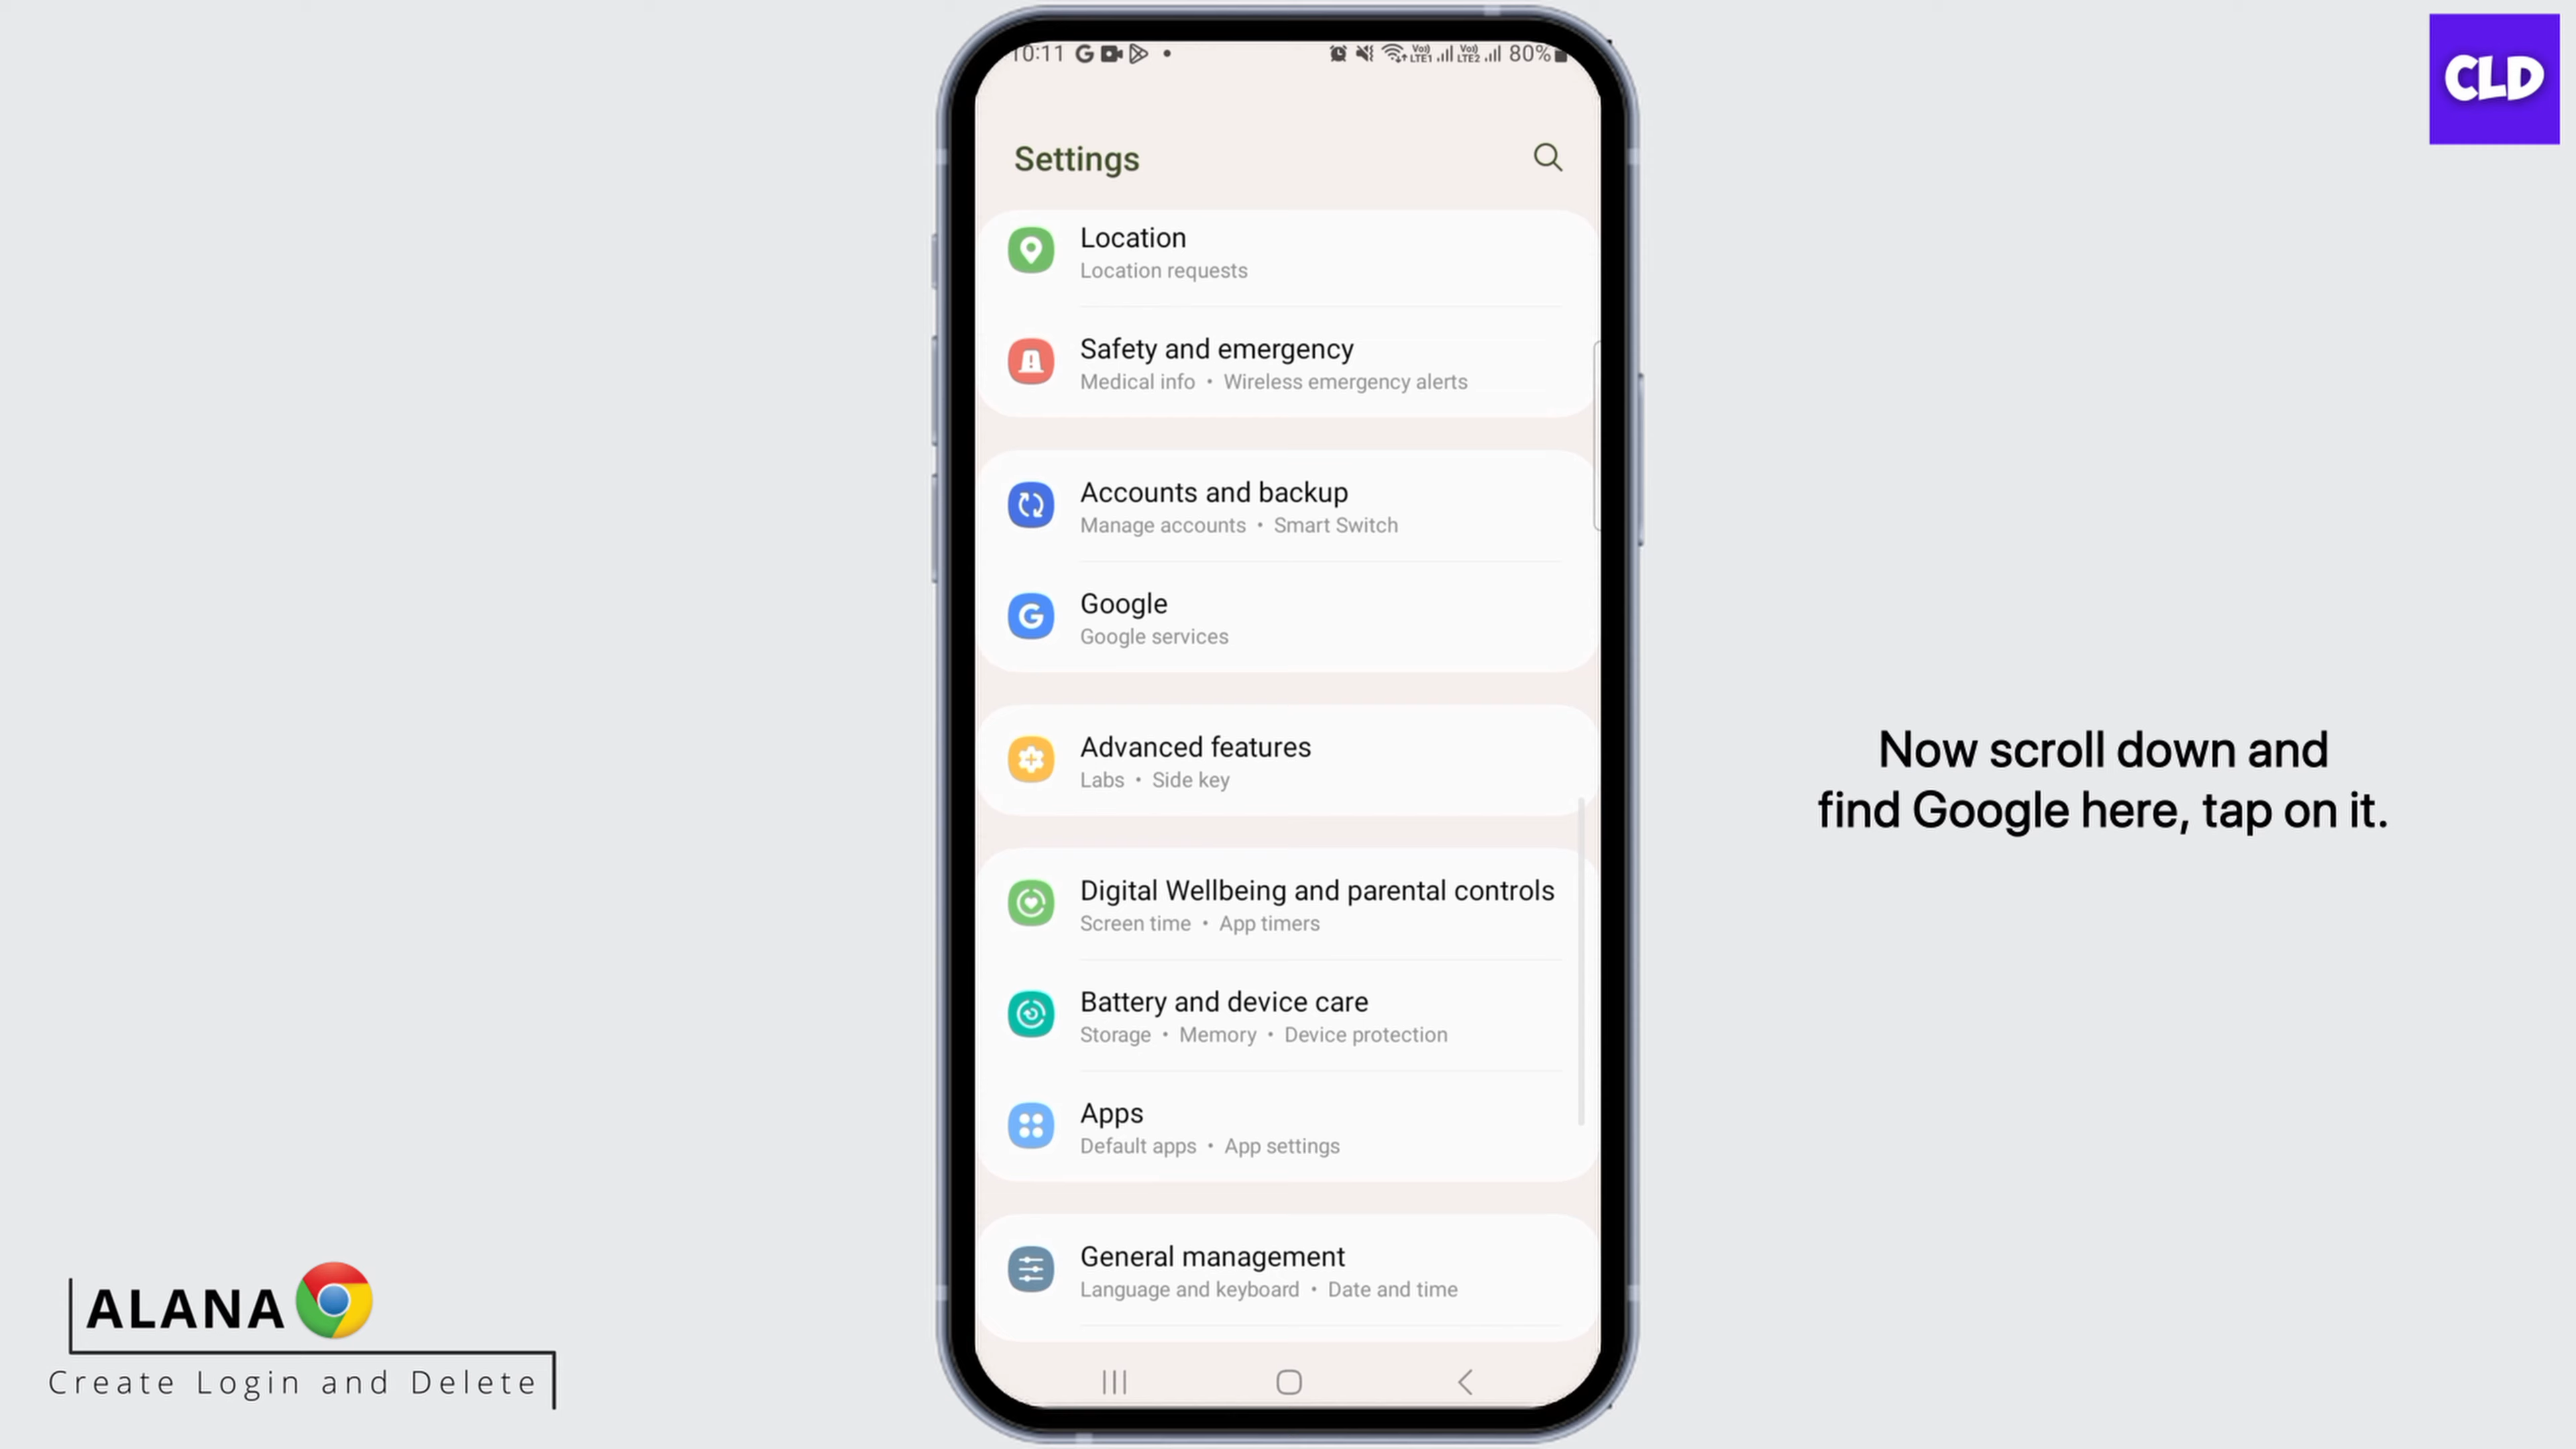 10:11
80%
CLD
Settings
Location
Location requests
Safety and emergency
Medical info • Wireless emergency alerts
Accounts and backup
Manage accounts • Smart Switch
Google
Google services
Advanced features
Labs • Side key
Digital Wellbeing and parental controls
Screen time • App timers
Battery and device care
Storage • Memory • Device protection
Apps
Default apps • App settings
General management
Language and keyboard • Date and time
Now scroll down and
find Google here, tap on it.
ALANA
Create Login and Delete